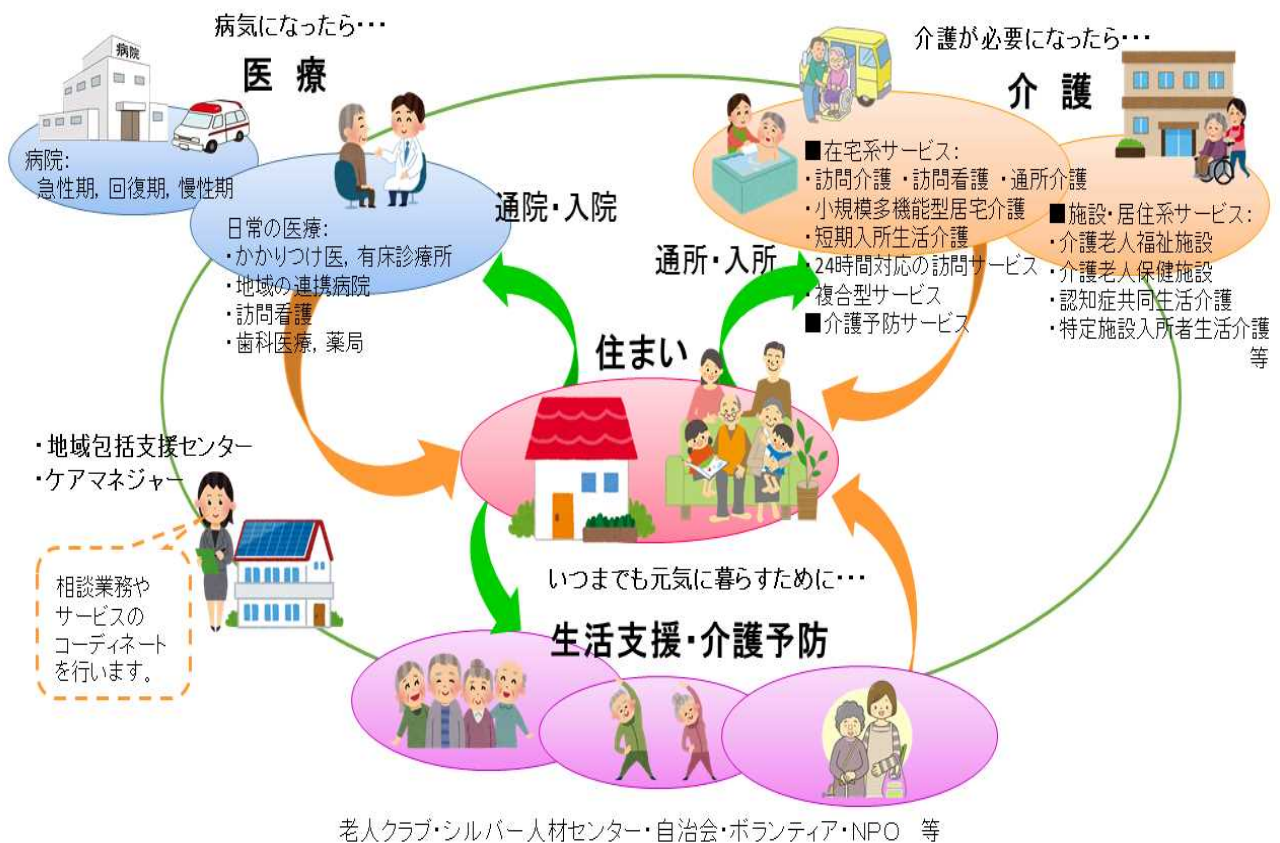 病気になったら・・・
医 療
病院
病院:
急性期, 回復期, 慢性期
日常の医療:
・かかりつけ医, 有床診療所
・地域の連携病院
・訪問看護
・歯科医療, 薬局
通院・入院
介護が必要になったら・・・
介 護
■在宅系サービス:
・訪問介護 ・訪問看護 ・通所介護
・小規模多機能型居宅介護
・短期入所生活介護
・24時間対応の訪問サービス
・複合型サービス
■介護予防サービス
■施設・居住系サービス:
・介護老人福祉施設
・介護老人保健施設
・認知症共同生活介護
・特定施設入所者生活介護
等
通所・入所
住まい
・地域包括支援センター
・ケアマネジャー
相談業務や
サービスの
コーディネート
を行います。
いつまでも元気に暮らすために・・・
生活支援・介護予防
老人クラブ・シルバー人材センター・自治会・ボランティア・NPO 等